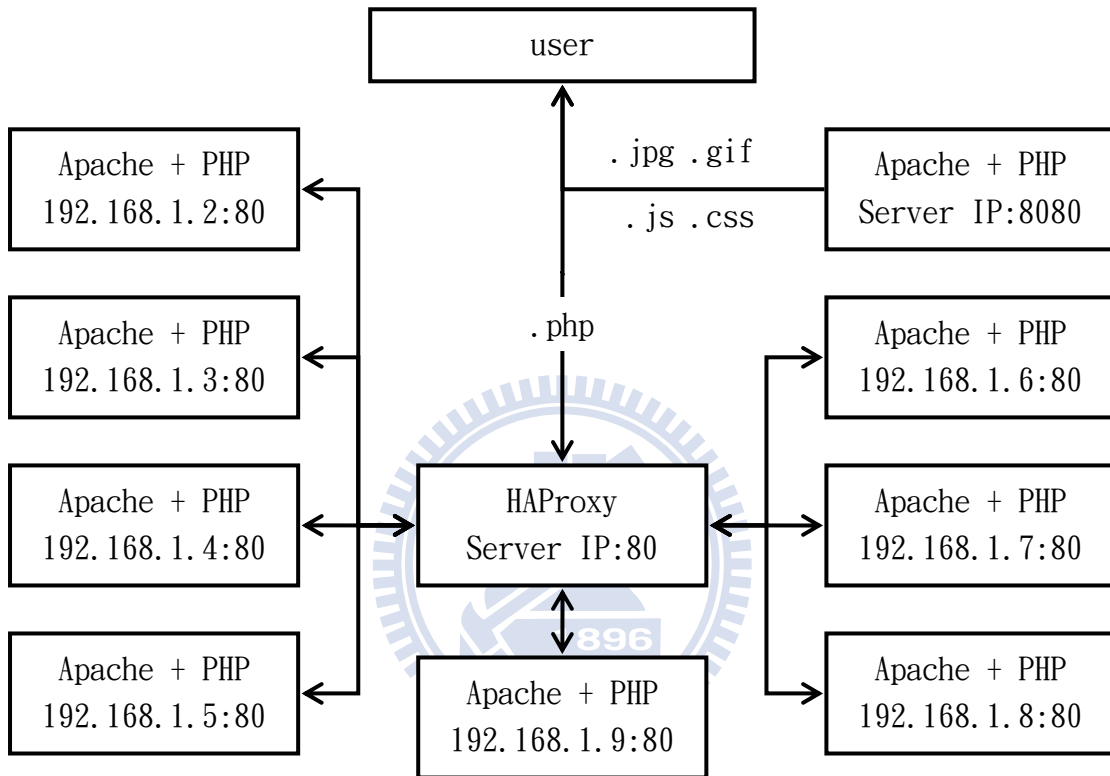 user
.jpg .gif
.js .css
Apache + PHP
Server IP:8080
Apache + PHP
192.168.1.2:80
.php
Apache + PHP
192.168.1.3:80
Apache + PHP
192.168.1.6:80
Apache + PHP
192.168.1.4:80
HAProxy
Server IP:80
Apache + PHP
192.168.1.7:80
896
Apache + PHP
192.168.1.5:80
Apache + PHP
192.168.1.9:80
Apache + PHP
192.168.1.8:80